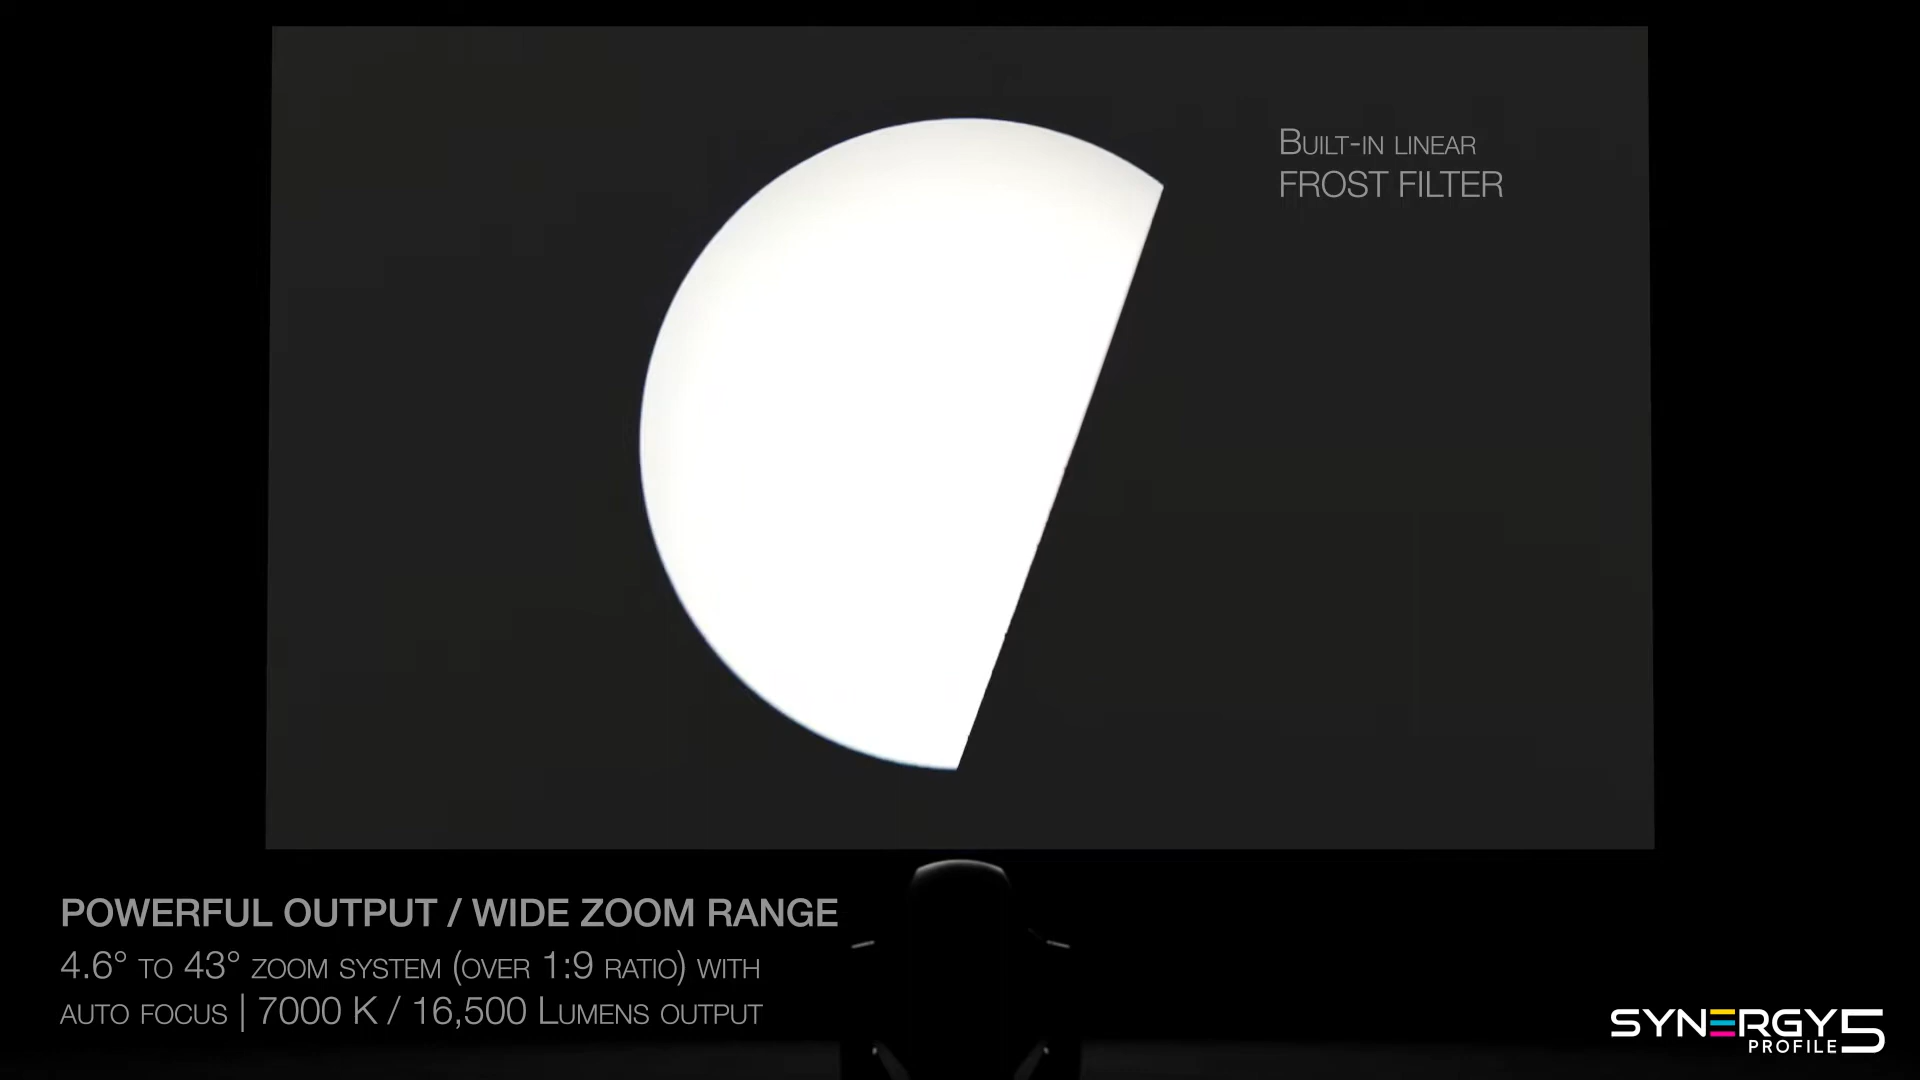 BUILT-IN LINEAR
FROST FILTER
POWERFUL OUTPUT / WIDE ZOOM RANGE
4.6° TO 43° ZOOM SYSTEM (OVER 1:9 RATIO) WITH
AUTO FOCUS | 7000 K / 16,500 LUMENS OUTPUT
SYNERGY5
PROFILE